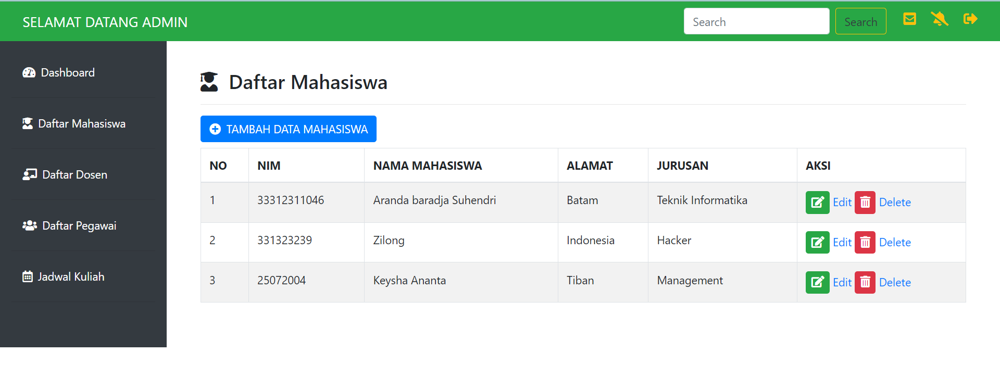 SELAMAT DATANG ADMIN
Search
Search
Dashboard
Daftar Mahasiswa
Daftar Dosen
Daftar Pegawai
Jadwal Kuliah
Daftar Mahasiswa
TAMBAH DATA MAHASISWA
NO NIM NAMA MAHASISWA ALAMAT JURUSAN AKSI
1 33312311046 Aranda baradja Suhendri Batam Teknik Informatika Edit Delete
2 331323239 Zilong Indonesia Hacker Edit Delete
3 25072004 Keysha Ananta Tiban Management Edit Delete